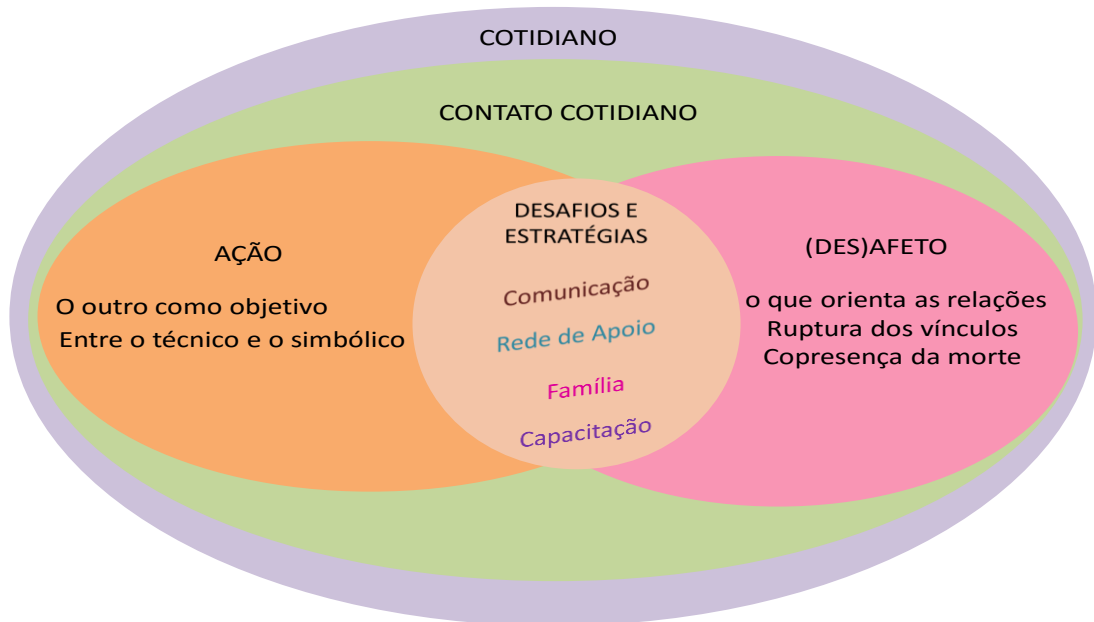 COTIDIANO
CONTATO COTIDIANO
AÇÃO
O outro como objetivo
Entre o técnico e o simbólico
DESAFIOS E
ESTRATÉGIAS
Comunicação
Rede de Apoio
Família
Capacitação
(DES)AFETO
o que orienta as relações
Ruptura dos vínculos
Copresença da morte